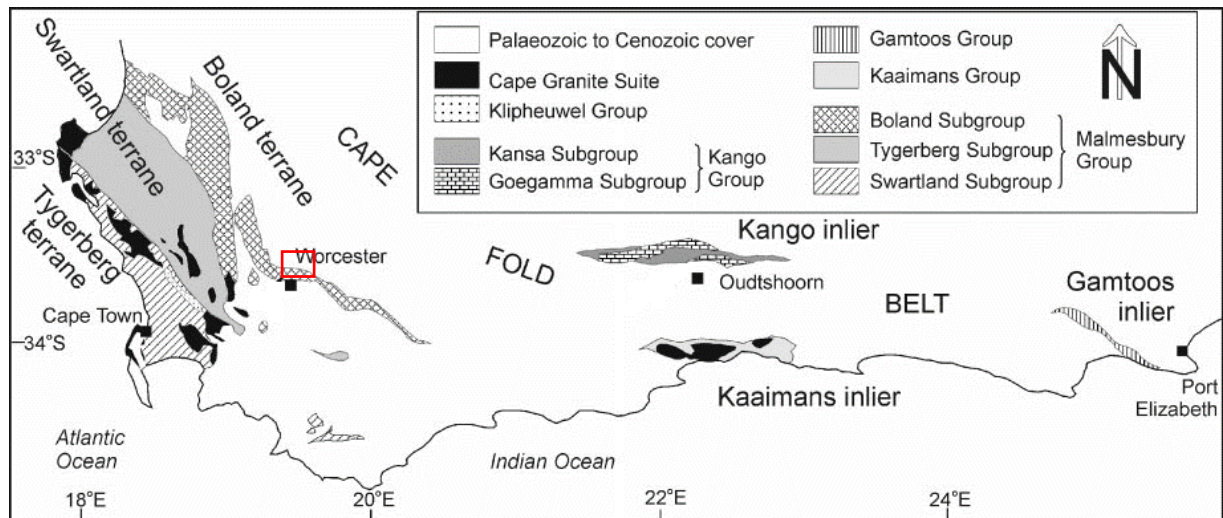 Swartland terrane
Boland terrane
CAPE
Palaeozoic to Cenozoic cover
Cape Granite Suite
Klipheuwel Group
Kansa Subgroup
Goegamma Subgroup
Kango
Group
Gamtoos Group
Kaaimans Group
Boland Subgroup
Tygerberg Subgroup
Swartland Subgroup
Malmesbury
Group
N
33°S
Tygerberg
terrane
Worcester
FOLD
Kango inlier
Oudtshoorn
BELT
Gamtoos
inlier
Cape Town
34°S
Kaaimans inlier
Port
Elizabeth
Atlantic
Ocean
Indian Ocean
18°E
20°E
22°E
24°E